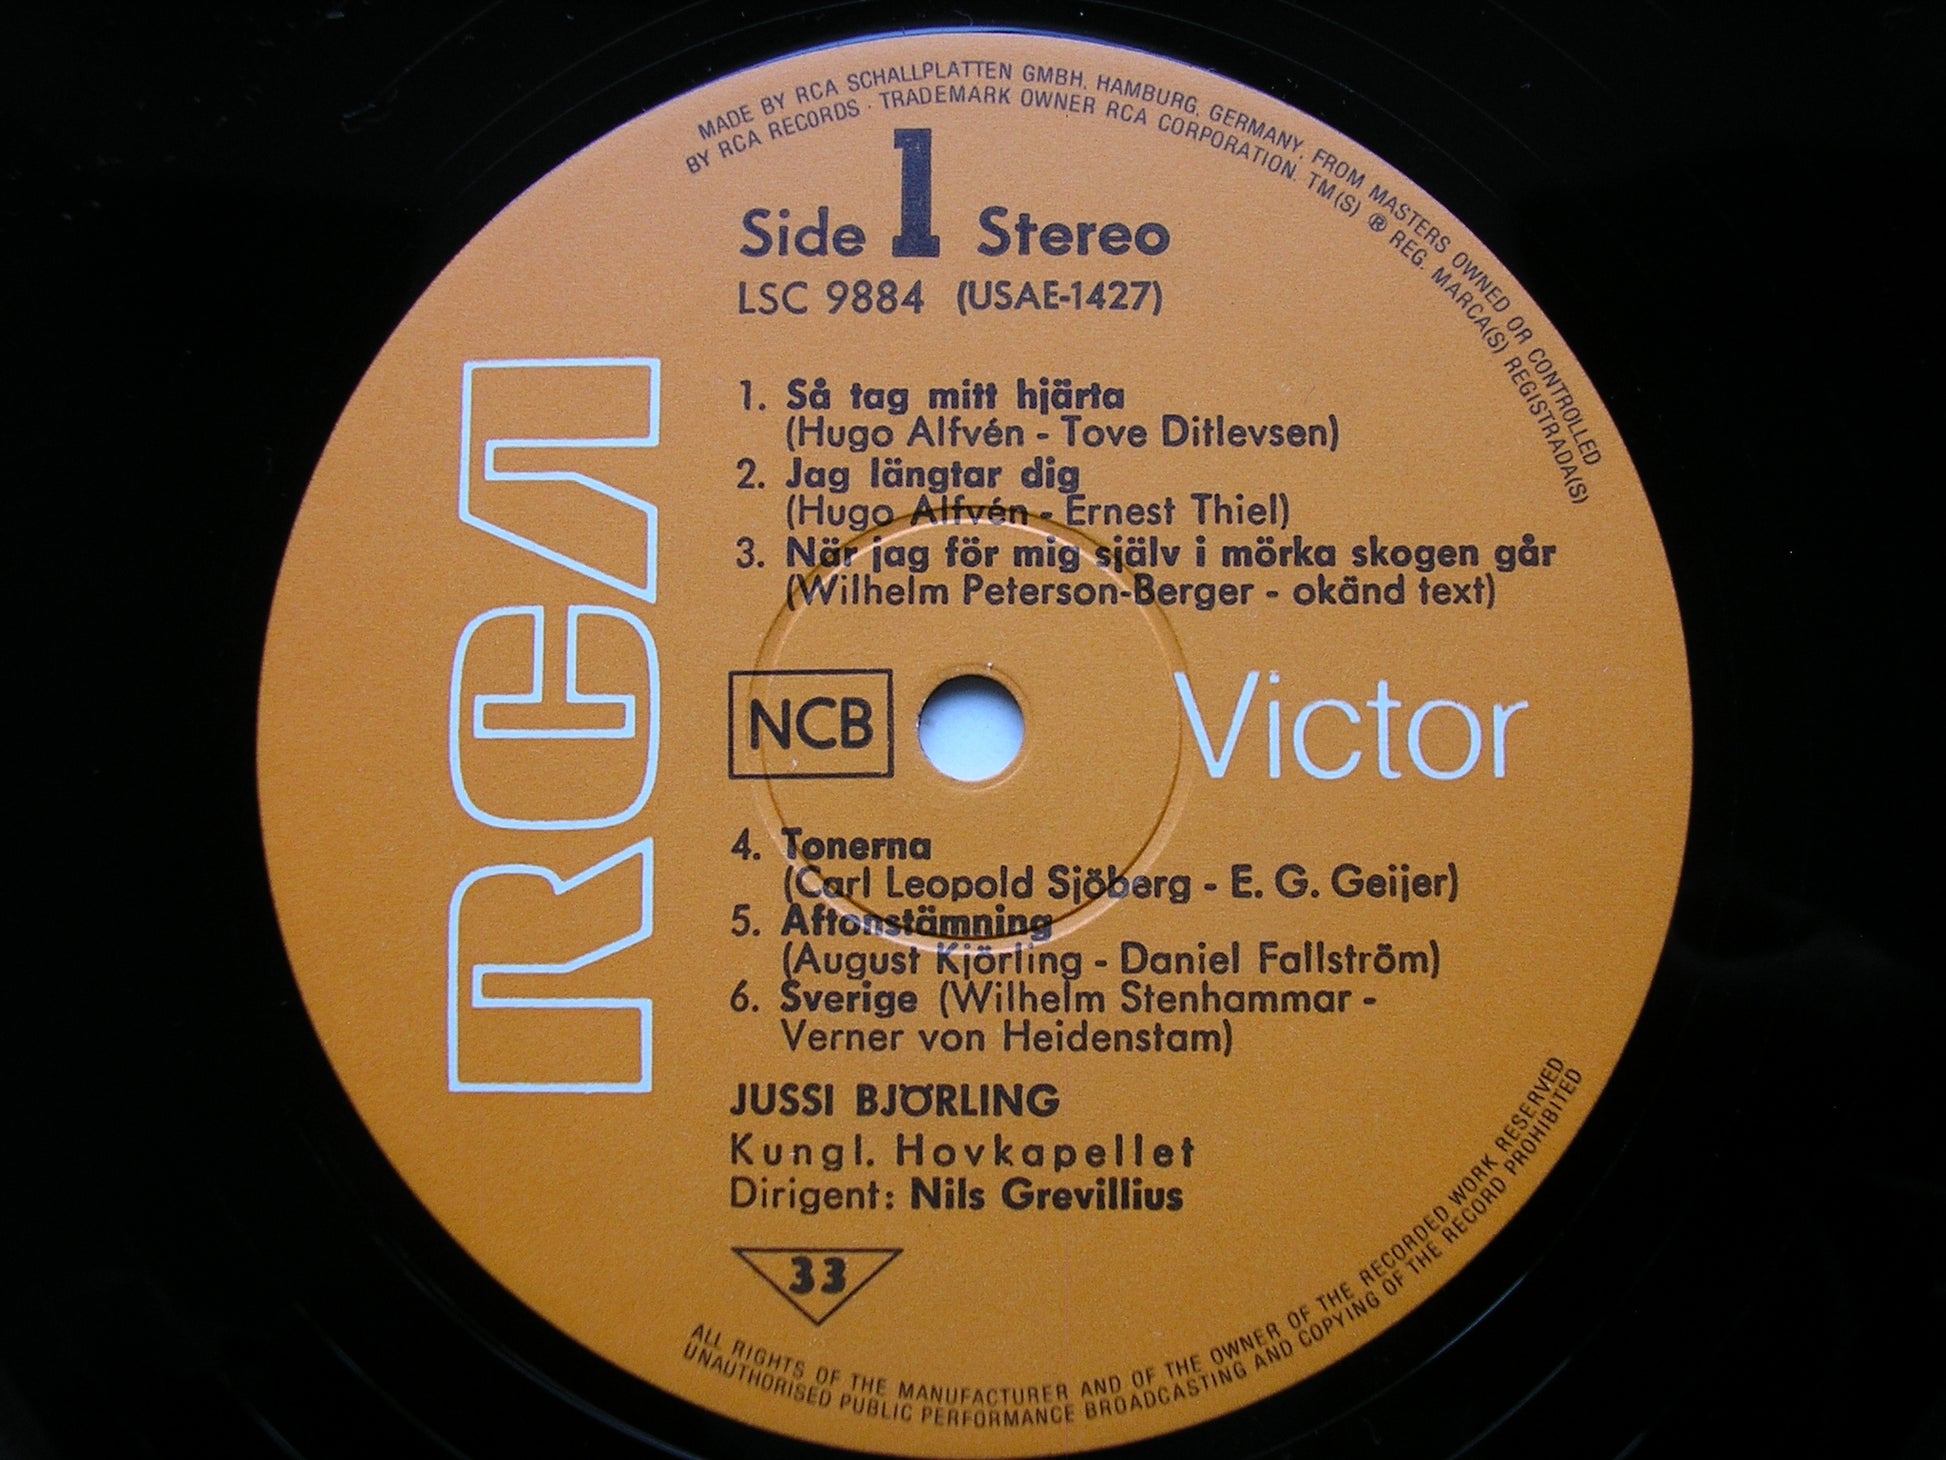 MADE BY RCA SCHALLPLATTEN GMBH, HAMBURG, GERMANY, FROM MASTERS OWNED OR CONTROLLED
BY RCA RECORDS · TRADEMARK OWNER RCA CORPORATION. TM(S) ® REG. MARCA(S) REGISTRADA(S)
Side 1 Stereo
LSC 9884 (USAE-1427)
1. Så tag mitt hjärta
(Hugo Alfvén - Tove Ditlevsen)
2. Jag längtar dig
(Hugo Alfvén - Ernest Thiel)
3. När jag för mig själv i mörka skogen går
(Wilhelm Peterson-Berger - okänd text)
RCA
NCB
Victor
4. Tonerna
(Carl Leopold Sjöberg - E. G. Geijer)
5. Aftonstämning
(August Kjörling - Daniel Fallström)
6. Sverige (Wilhelm Stenhammar -
Verner von Heidenstam)
JUSSI BJÖRLING
Kungl. Hovkapellet
Dirigent: Nils Grevillius
33
ALL RIGHTS OF THE MANUFACTURER AND OF THE OWNER OF THE RECORDED WORK RESERVED
UNAUTHORISED PUBLIC PERFORMANCE BROADCASTING AND COPYING OF THE RECORD PROHIBITED